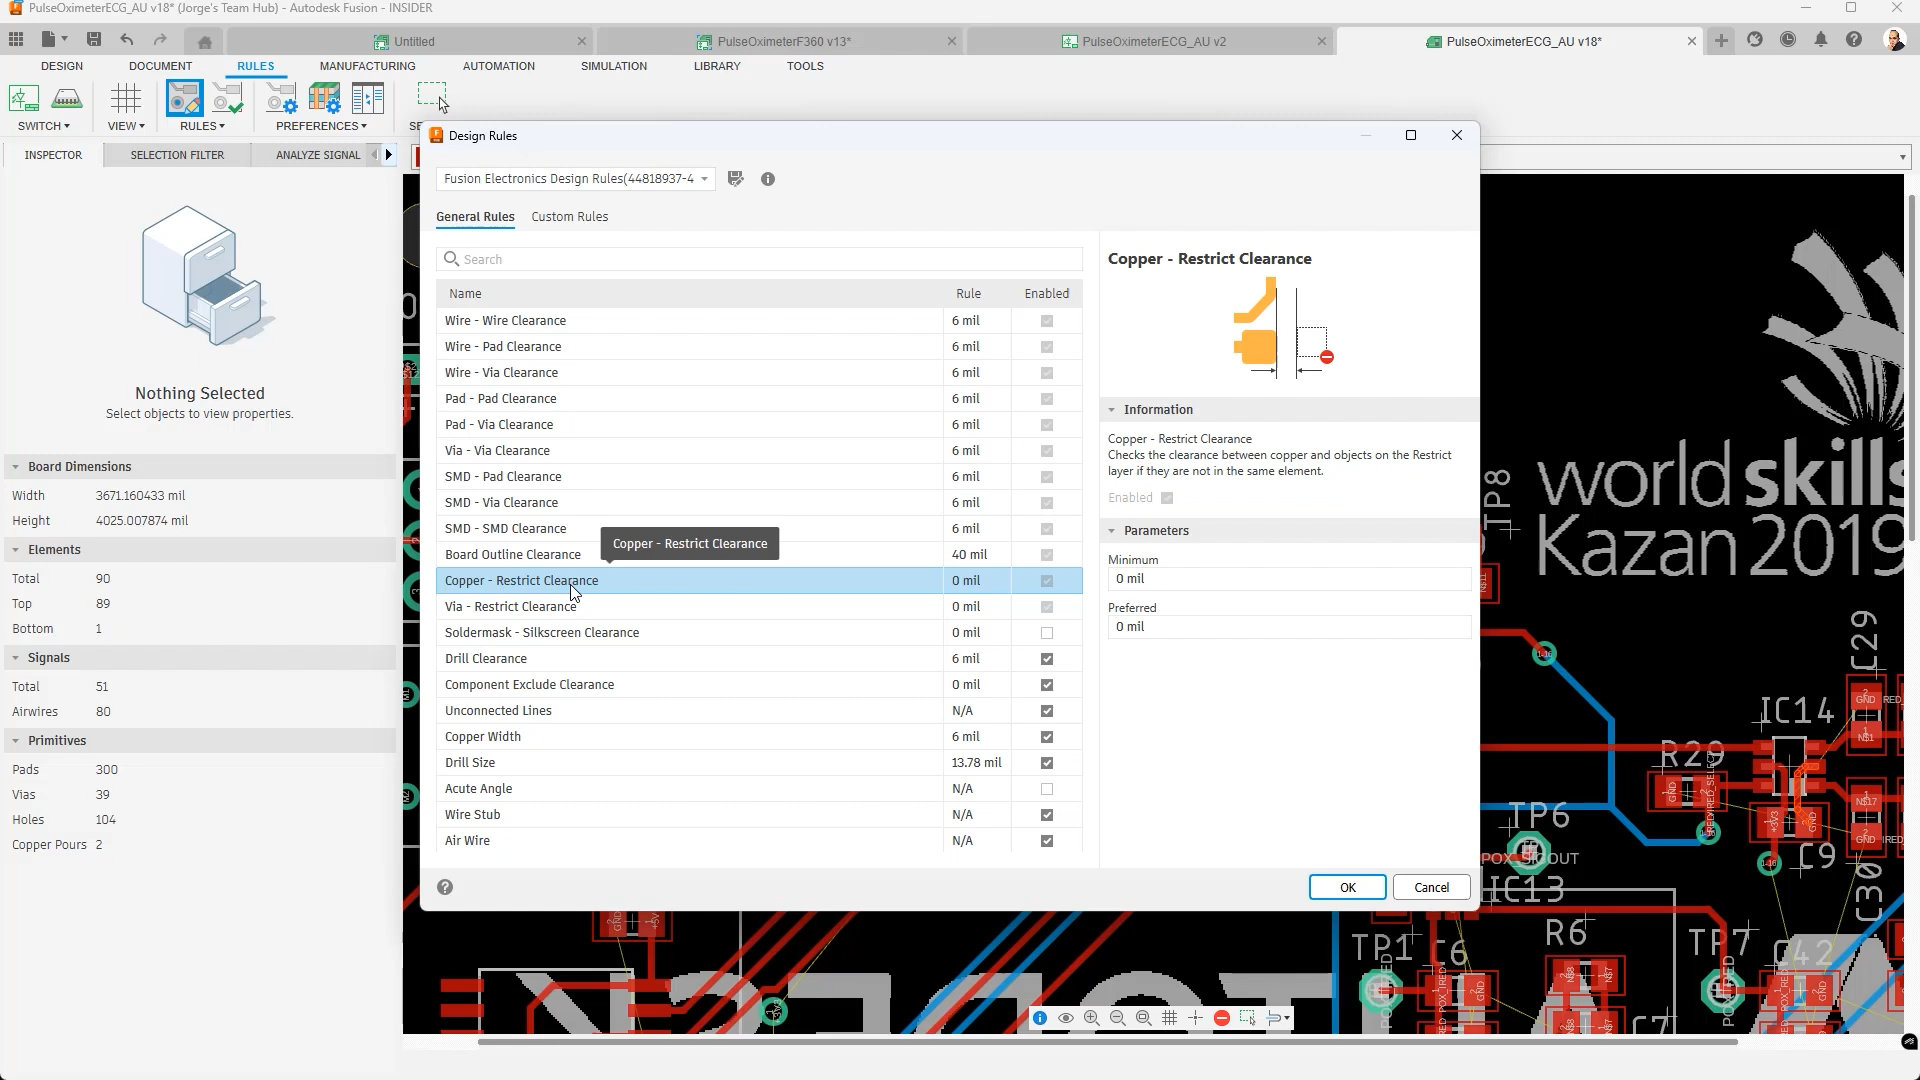 PulseOximeterECG_AU v18* (Jorge's Team Hub) - Autodesk Fusion - INSIDER
Untitled
PulseOximeterF360 v13*
PulseOximeterECG_AU v2
PulseOximeterECG_AU v18*
DESIGN DOCUMENT RULES MANUFACTURING AUTOMATION SIMULATION LIBRARY TOOLS
SWITCH VIEW RULES PREFERENCES
INSPECTOR SELECTION FILTER ANALYZE SIGNAL
Nothing Selected
Select objects to view properties.
Board Dimensions
Width 3671.160433 mil
Height 4025.007874 mil
Elements
Total 90
Top 89
Bottom 1
Signals
Total 51
Airwires 80
Primitives
Pads 300
Vias 39
Holes 104
Copper Pours 2
Design Rules
Fusion Electronics Design Rules(44818937-4
General Rules Custom Rules
Search
Name Rule Enabled
Wire - Wire Clearance 6 mil
Wire - Pad Clearance 6 mil
Wire - Via Clearance 6 mil
Pad - Pad Clearance 6 mil
Pad - Via Clearance 6 mil
Via - Via Clearance 6 mil
SMD - Pad Clearance 6 mil
SMD - Via Clearance 6 mil
SMD - SMD Clearance 6 mil
Board Outline Clearance 40 mil
Copper - Restrict Clearance
Copper - Restrict Clearance 0 mil
Via - Restrict Clearance 0 mil
Soldermask - Silkscreen Clearance 0 mil
Drill Clearance 6 mil
Component Exclude Clearance 0 mil
Unconnected Lines N/A
Copper Width 6 mil
Drill Size 13.78 mil
Acute Angle N/A
Wire Stub N/A
Air Wire N/A
Copper - Restrict Clearance
Information
Copper - Restrict Clearance
Checks the clearance between copper and objects on the Restrict
layer if they are not in the same element.
Enabled
Parameters
Minimum
0 mil
Preferred
0 mil
OK Cancel
world skills
Kazan 2019
TP8
C29
IC14
R29
GND
N$1
N$17
+3V3
TP6
C9
C30
POX_SIGOUT
IC13
R6
TP1
C6
TP7
C42
C7